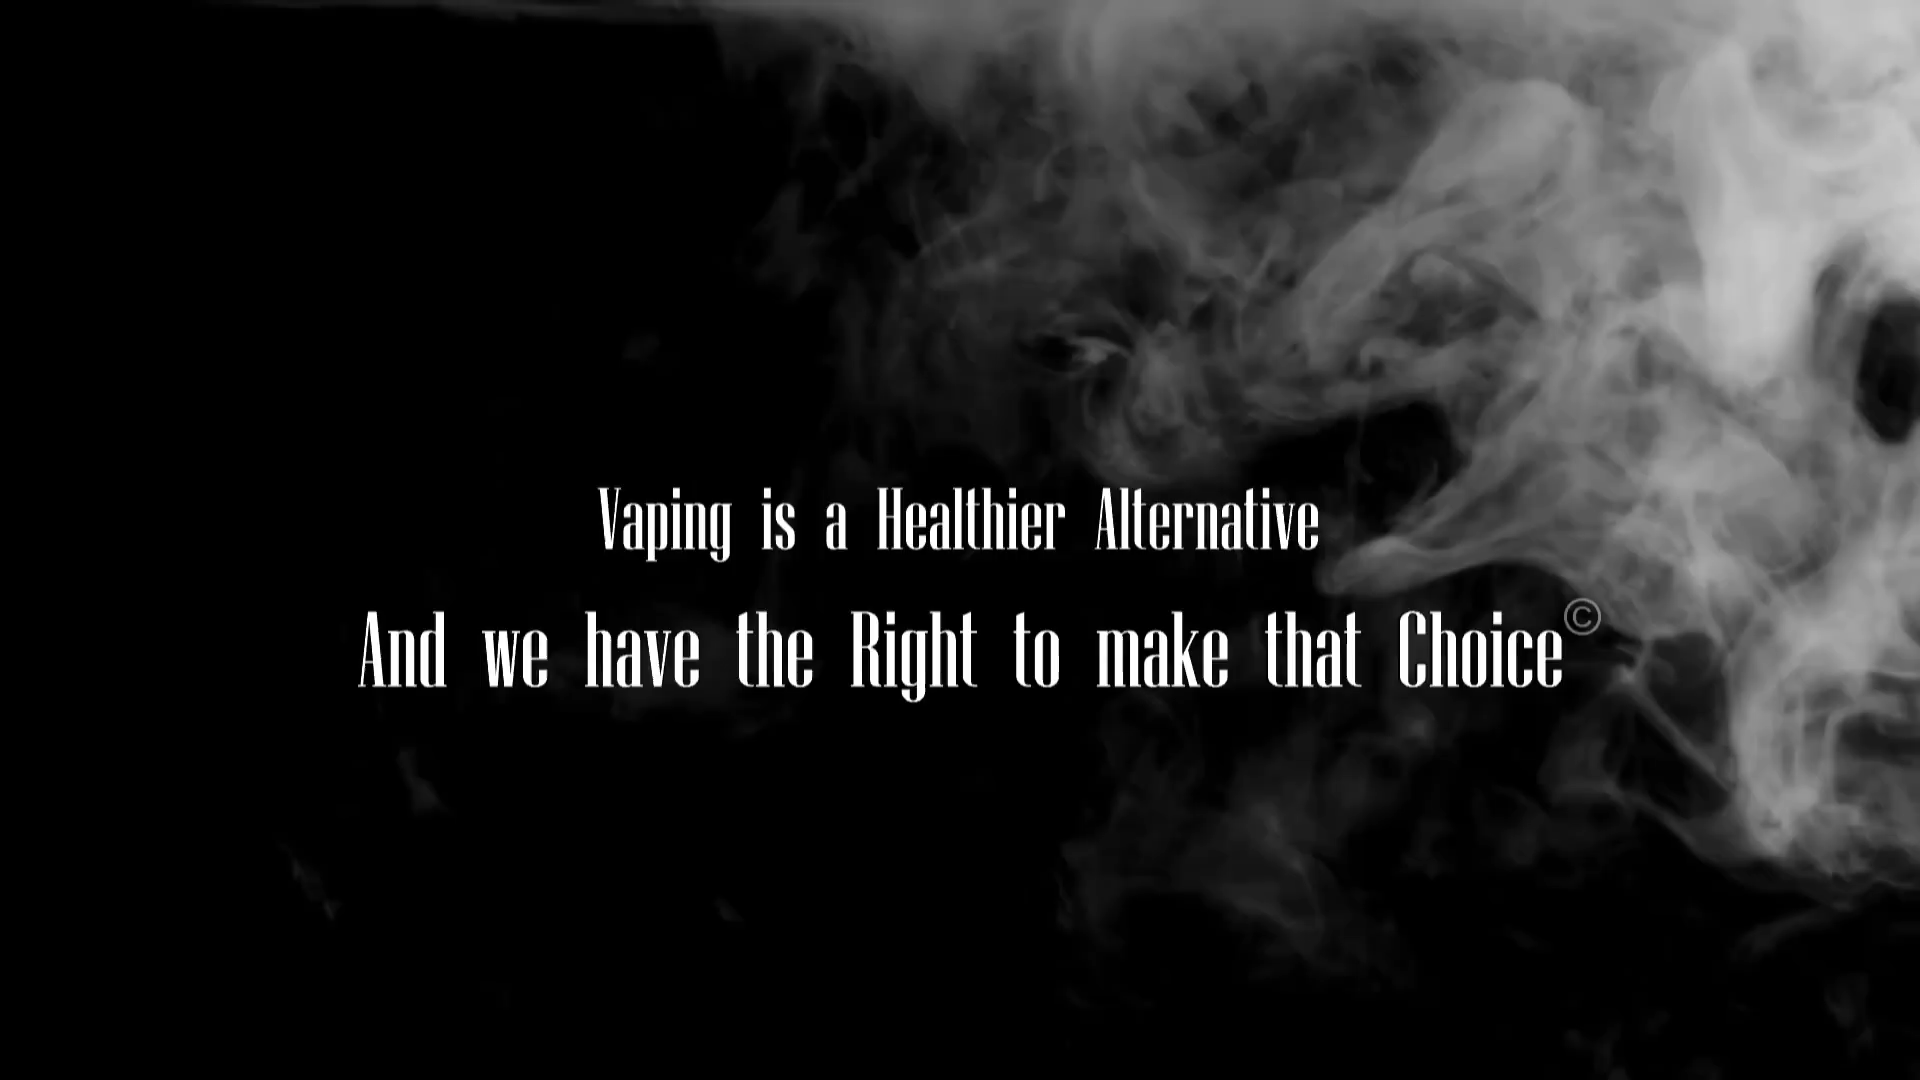 Vaping is a Healthier Alternative
And we have the Right to make that Choice©